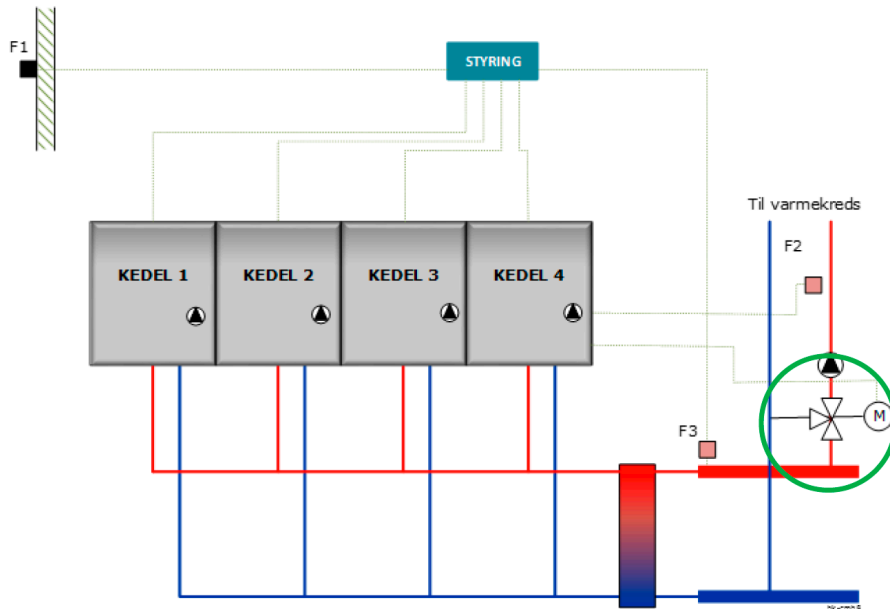 F1
STYRING
Til varmekreds
F2
KEDEL 1
KEDEL 2
KEDEL 3
KEDEL 4
M
F3